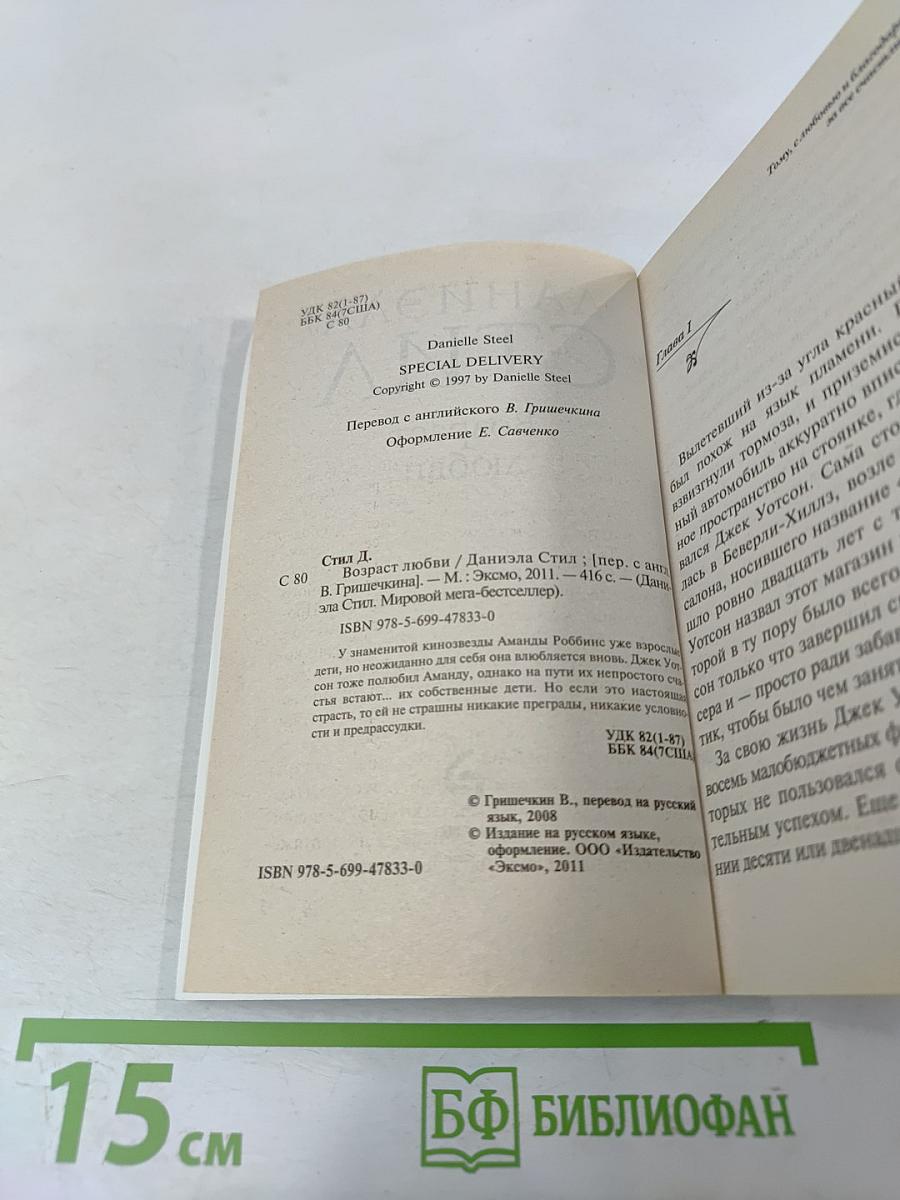 УДК 82(1-87)
ББК 84(7США)
С 80
Danielle Steel
SPECIAL DELIVERY
Copyright © 1997 by Danielle Steel
Перевод с английского В. Гришечкина
Оформление Е. Савченко
Стил Д.
С 80 Возраст любви / Даниэла Стил ; [пер. с англ.
В. Гришечкина]. — М. : Эксмо, 2011. — 416 с. — (Дани-
эла Стил. Мировой мега-бестселлер).
ISBN 978-5-699-47833-0
У знаменитой кинозвезды Аманды Роббинс уже взрослые
дети, но неожиданно для себя она влюбляется вновь. Джек Уот-
сон тоже полюбил Аманду, однако на пути их непростого сча-
стья встают... их собственные дети. Но если это настоящая
страсть, то ей не страшны никакие преграды, никакие условно-
сти и предрассудки.
УДК 82(1-87)
ББК 84(7США)
© Гришечкин В., перевод на русский
язык, 2008
© Издание на русском языке,
оформление. ООО «Издательство
«Эксмо», 2011
ISBN 978-5-699-47833-0
Тому, с любовью и благодар
за все
Глава 1
Вылетевший из-за угла красный
был похож на язык пламени.
взвизгнули тормоза, и приземис
ный автомобиль аккуратно впис
ное пространство на стоянке, г
вался Джек Уотсон. Сама сто
лась в Беверли-Хиллз, возле
салона, носившего название
шло ровно двадцать лет с т
Уотсон назвал этот магазин
торой в ту пору было всего
сон только что завершил с
сера и — просто ради забав
тик, чтобы было чем занят
За свою жизнь Джек У
восемь малобюджетных ф
торых не пользовался
тельным успехом. Еще
нии десяти или двенад
15 см
БФ БИБЛИОФАН